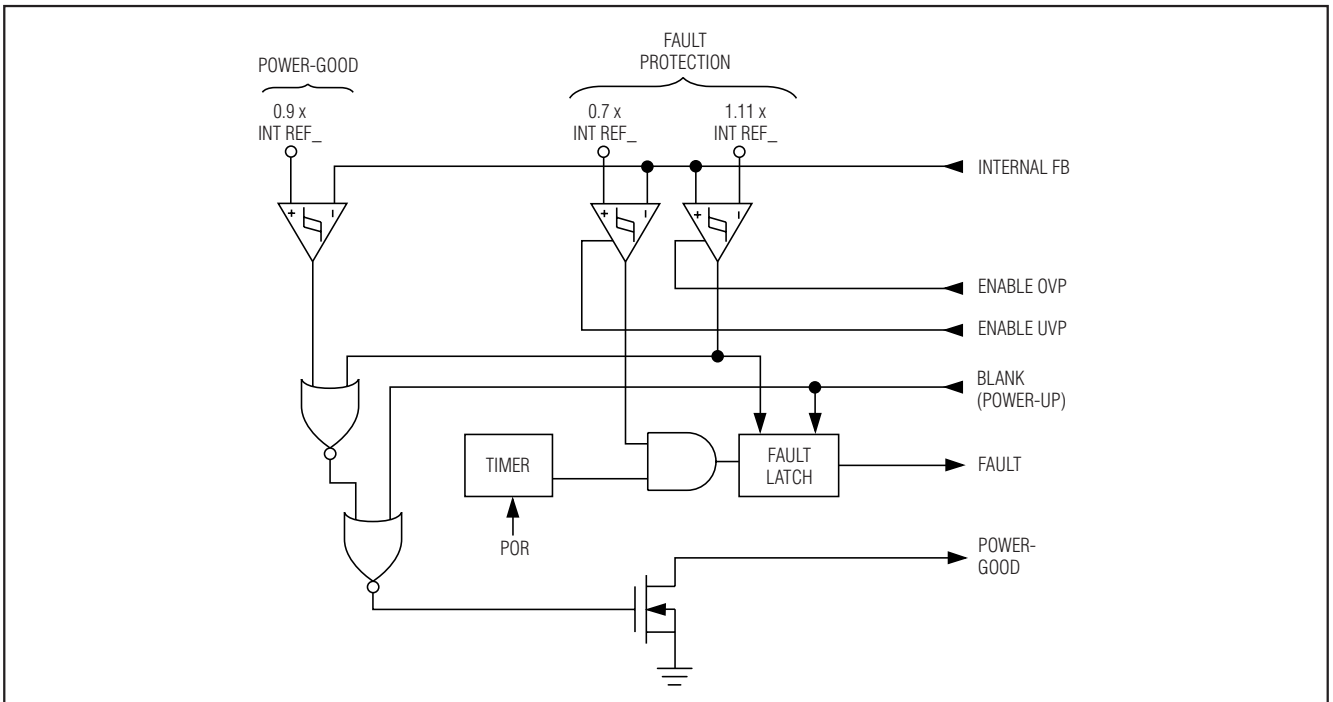 FAULT
PROTECTION
POWER-GOOD
0.9 x
INT REF_
0.7 x
INT REF_
1.11 x
INT REF_
INTERNAL FB
+ −
+ −
+ −
ENABLE OVP
ENABLE UVP
BLANK
(POWER-UP)
TIMER
FAULT
LATCH
FAULT
POR
POWER-
GOOD